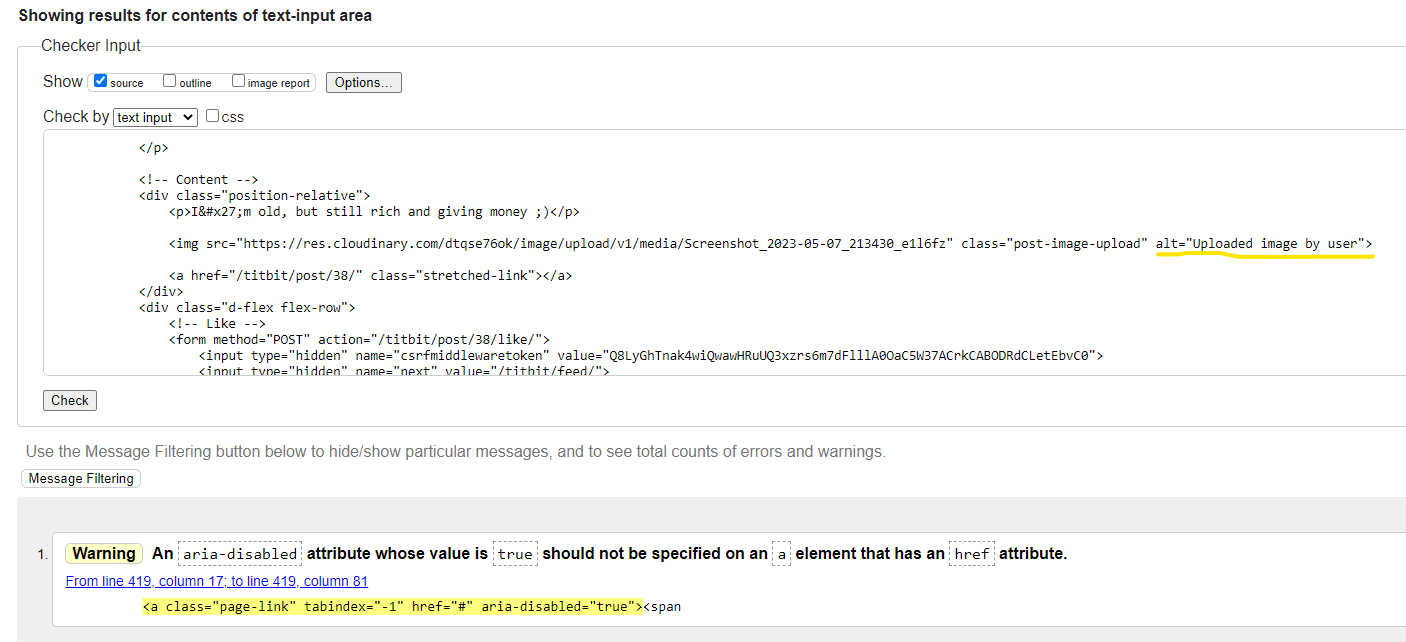 Showing results for contents of text-input area
Checker Input
Show source outline image report Options...
Check by text input css
</p>
<!-- Content -->
<div class="position-relative">
<p>I&#x27;m old, but still rich and giving money ;)</p>
<img src="https://res.cloudinary.com/dtqse76ok/image/upload/v1/media/Screenshot_2023-05-07_213430_e1l6fz" class="post-image-upload" alt="Uploaded image by user">
<a href="/titbit/post/38/" class="stretched-link"></a>
</div>
<div class="d-flex flex-row">
<!-- Like -->
<form method="POST" action="/titbit/post/38/like/">
<input type="hidden" name="csrfmiddlewaretoken" value="Q8LyGhTnak4wiQwawHRuUQ3xzrs6m7dFlllA0OaC5W37ACrkCABODRdCLetEbvC0">
<input type="hidden" name="next" value="/titbit/feed/">
Check
Use the Message Filtering button below to hide/show particular messages, and to see total counts of errors and warnings.
Message Filtering
1. Warning An aria-disabled attribute whose value is true should not be specified on an a element that has an href attribute.
From line 419, column 17; to line 419, column 81
<a class="page-link" tabindex="-1" href="#" aria-disabled="true"><span